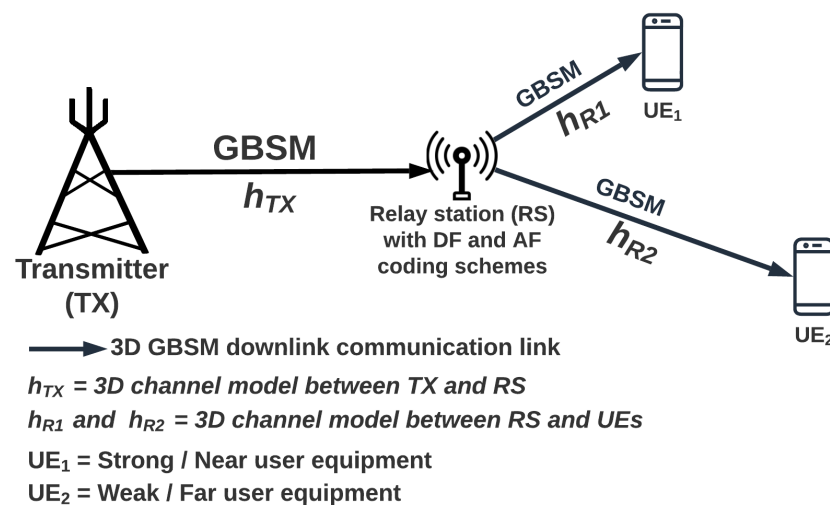 GBSM
h_R1
UE₁
GBSM
h_TX
GBSM
h_R2
Relay station (RS)
with DF and AF
coding schemes
Transmitter
(TX)
UE₂
3D GBSM downlink communication link
h_TX = 3D channel model between TX and RS
h_R1 and h_R2 = 3D channel model between RS and UEs
UE₁ = Strong / Near user equipment
UE₂ = Weak / Far user equipment